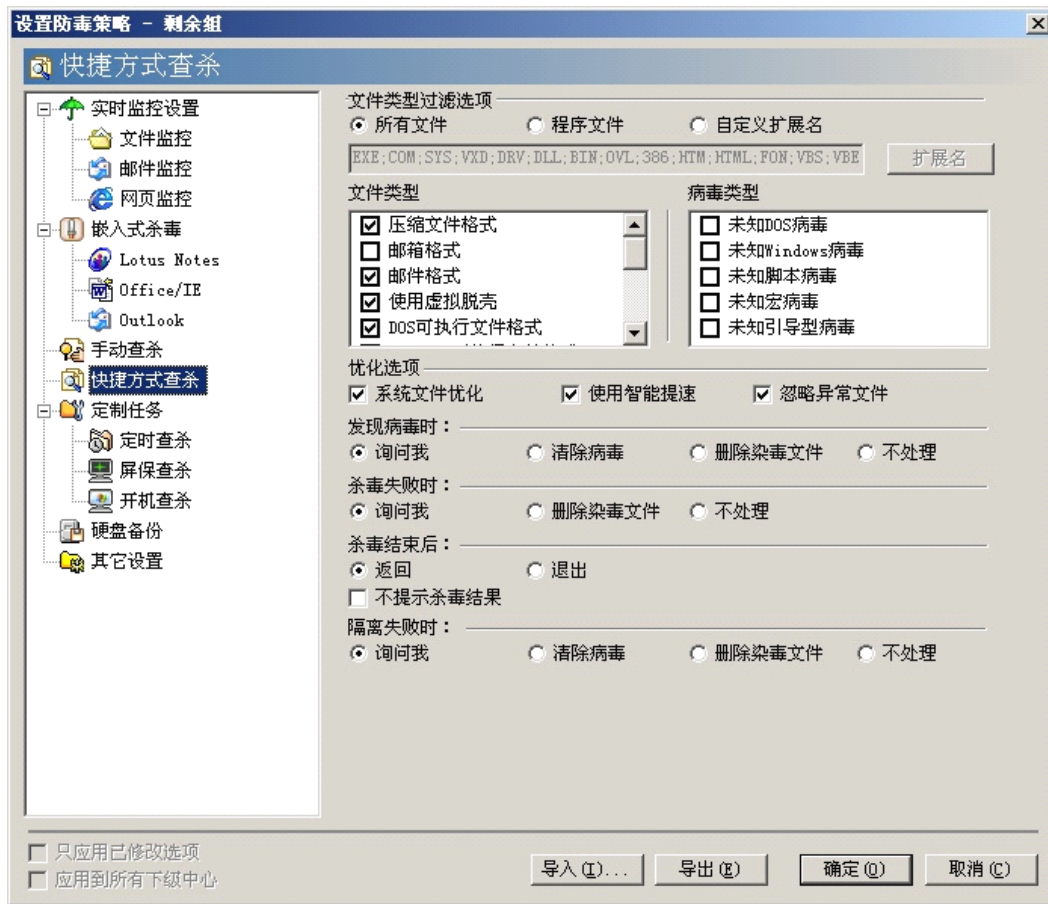 设置防毒策略 - 剩余组
快捷方式查杀
实时监控设置
文件监控
邮件监控
网页监控
嵌入式杀毒
Lotus Notes
Office/IE
Outlook
手动查杀
快捷方式查杀
定制任务
定时查杀
屏保查杀
开机查杀
硬盘备份
其它设置
文件类型过滤选项
所有文件 程序文件 自定义扩展名
EXE;COM;SYS;VXD;DRV;DLL;BIN;OVL;386;HTM;HTML;FON;VBS;VBE 扩展名
文件类型 病毒类型
压缩文件格式 未知DOS病毒
邮箱格式 未知Windows病毒
邮件格式 未知脚本病毒
使用虚拟脱壳 未知宏病毒
DOS可执行文件格式 未知引导型病毒
优化选项
系统文件优化 使用智能提速 忽略异常文件
发现病毒时：
询问我 清除病毒 删除染毒文件 不处理
杀毒失败时：
询问我 删除染毒文件 不处理
杀毒结束后：
返回 退出
不提示杀毒结果
隔离失败时：
询问我 清除病毒 删除染毒文件 不处理
只应用已修改选项
应用到所有下级中心
导入(I)... 导出(E) 确定(O) 取消(C)